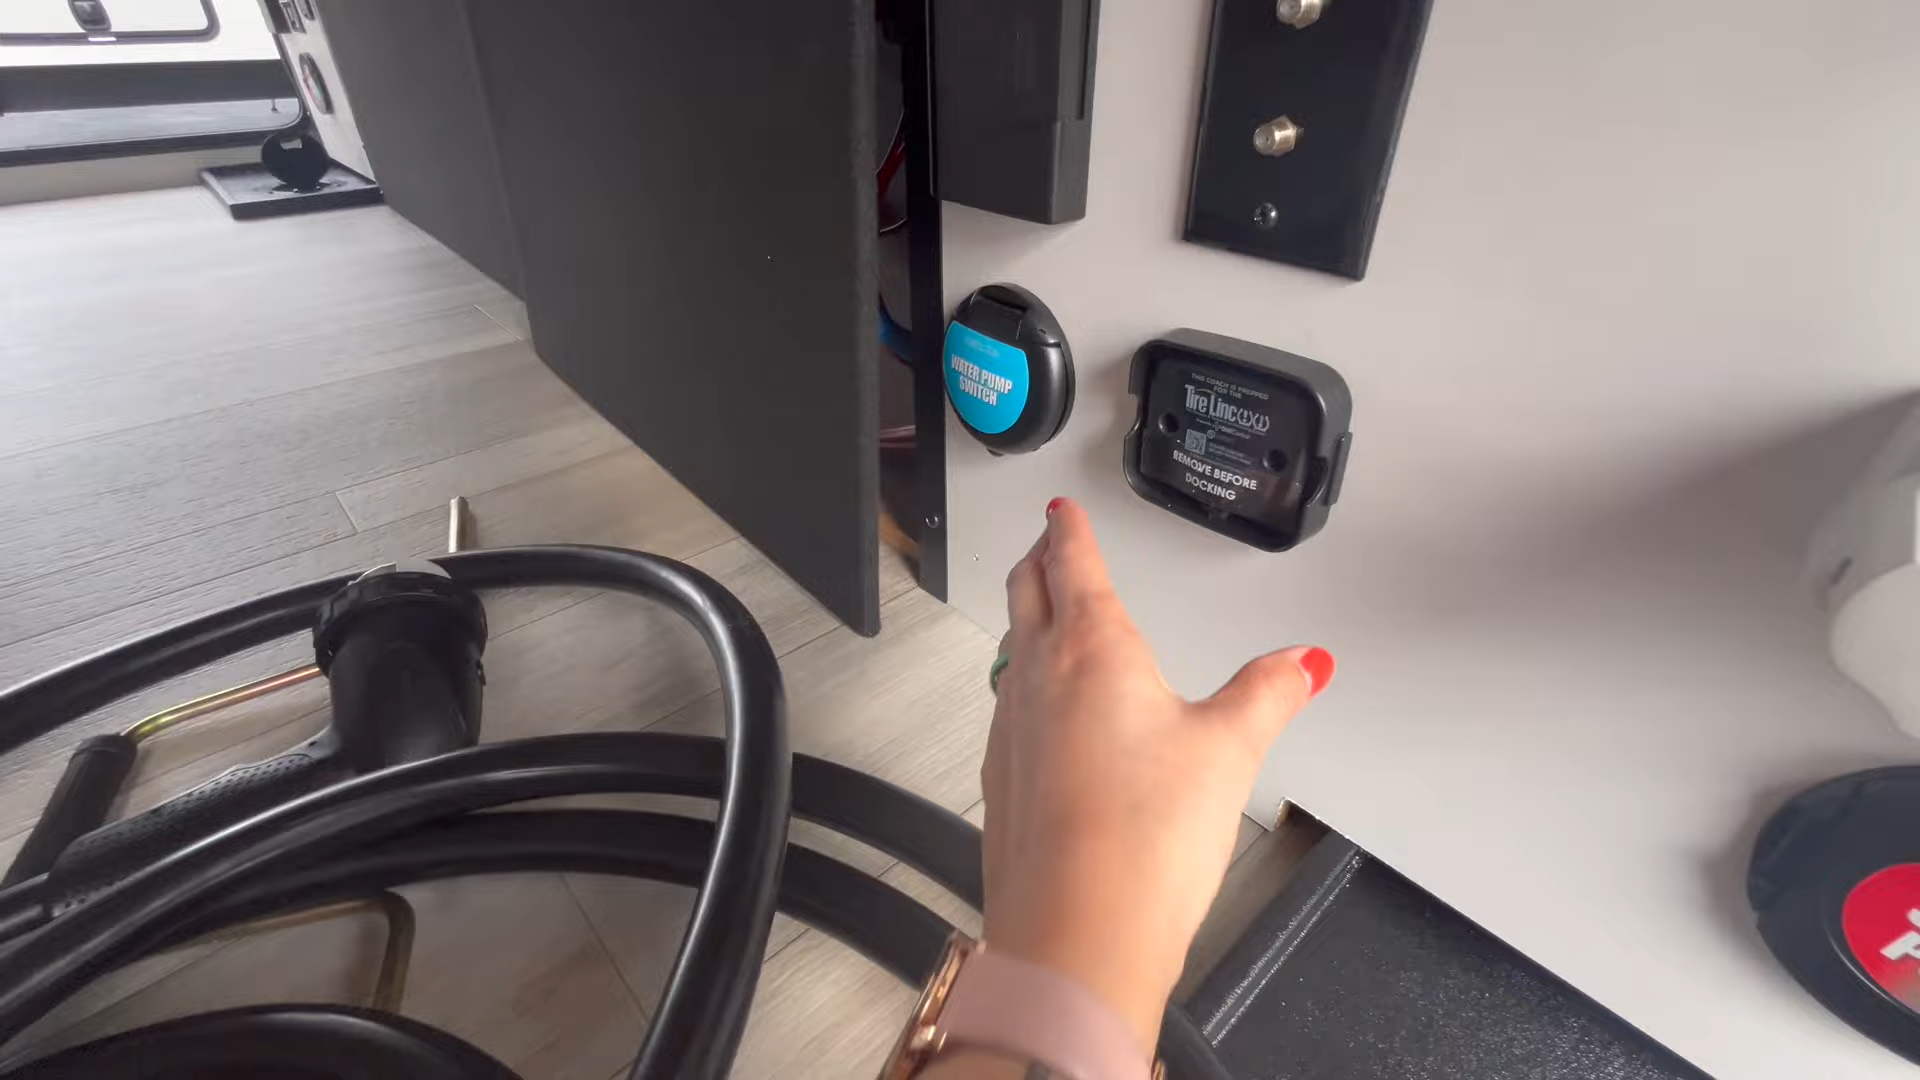 WATER PUMP
SWITCH
THIS COACH IS PREPPED
FOR THE
Tire Linc
REMOVE BEFORE
DOCKING